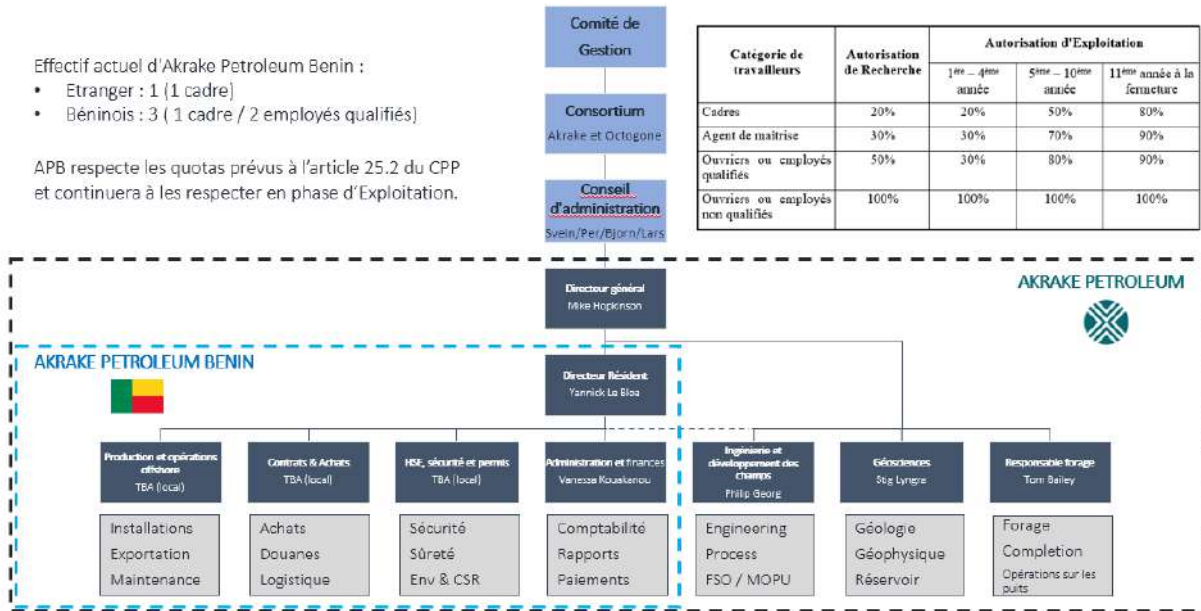 Effectif actuel d'Akrake Petroleum Benin :
• Etranger : 1 (1 cadre)
• Béninois : 3 ( 1 cadre / 2 employés qualifiés)
APB respecte les quotas prévus à l'article 25.2 du CPP
et continuera à les respecter en phase d'Exploitation.
Comité de
Gestion
Consortium
Akrake et Octogone
Conseil
d'administration
Svein/Per/Bjorn/Lars
Catégorie de
travailleurs
Autorisation
de Recherche
Autorisation d'Exploitation
1ère – 4ème
année
5ème – 10ème
année
11ème année à la
fermeture
Cadres 20% 20% 50% 80%
Agent de maîtrise 30% 30% 70% 90%
Ouvriers ou employés
qualifiés 50% 30% 80% 90%
Ouvriers ou employés
non qualifiés 100% 100% 100% 100%
AKRAKE PETROLEUM
Directeur général
Mike Hopkinson
AKRAKE PETROLEUM BENIN
Directeur Résident
Yannick Le Bloa
Production et opérations
offshore
TBA (local)
Contrats & Achats
TBA (local)
HSE, sécurité et permis
TBA (local)
Administration et finances
Vanessa Kouakanou
Ingénierie et
développement des
champs
Philip Georg
Géosciences
Stig Lyngra
Responsable forage
Tom Bailey
Installations
Exportation
Maintenance
Achats
Douanes
Logistique
Sécurité
Sûreté
Env & CSR
Comptabilité
Rapports
Paiements
Engineering
Process
FSO / MOPU
Géologie
Géophysique
Réservoir
Forage
Completion
Opérations sur les
puits